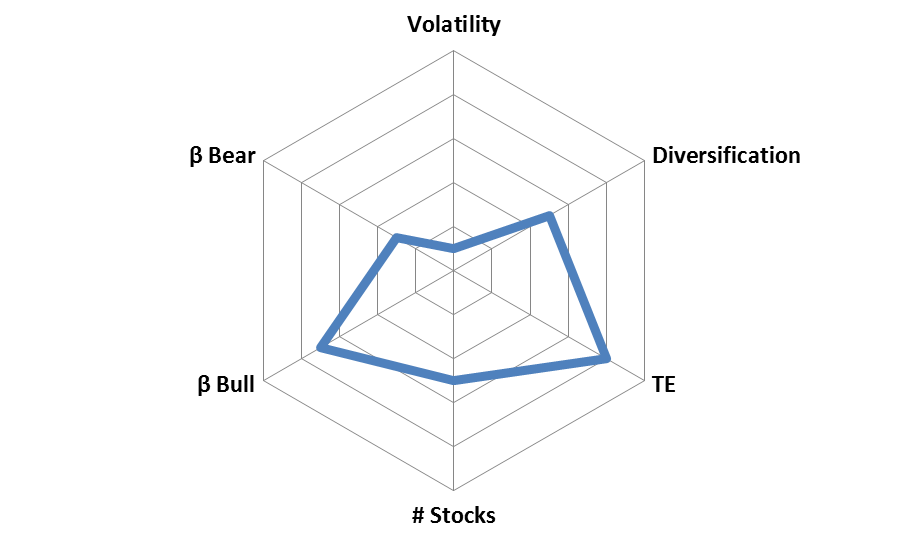 Volatility
β Bear
Diversification
β Bull
TE
# Stocks